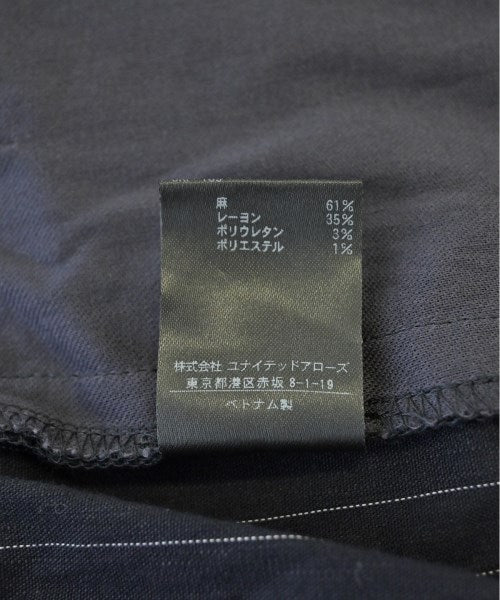 麻 61%
レーヨン 35%
ポリウレタン 3%
ポリエステル 1%
株式会社 ユナイテッドアローズ
東京都港区赤坂 8-1-19
ベトナム製